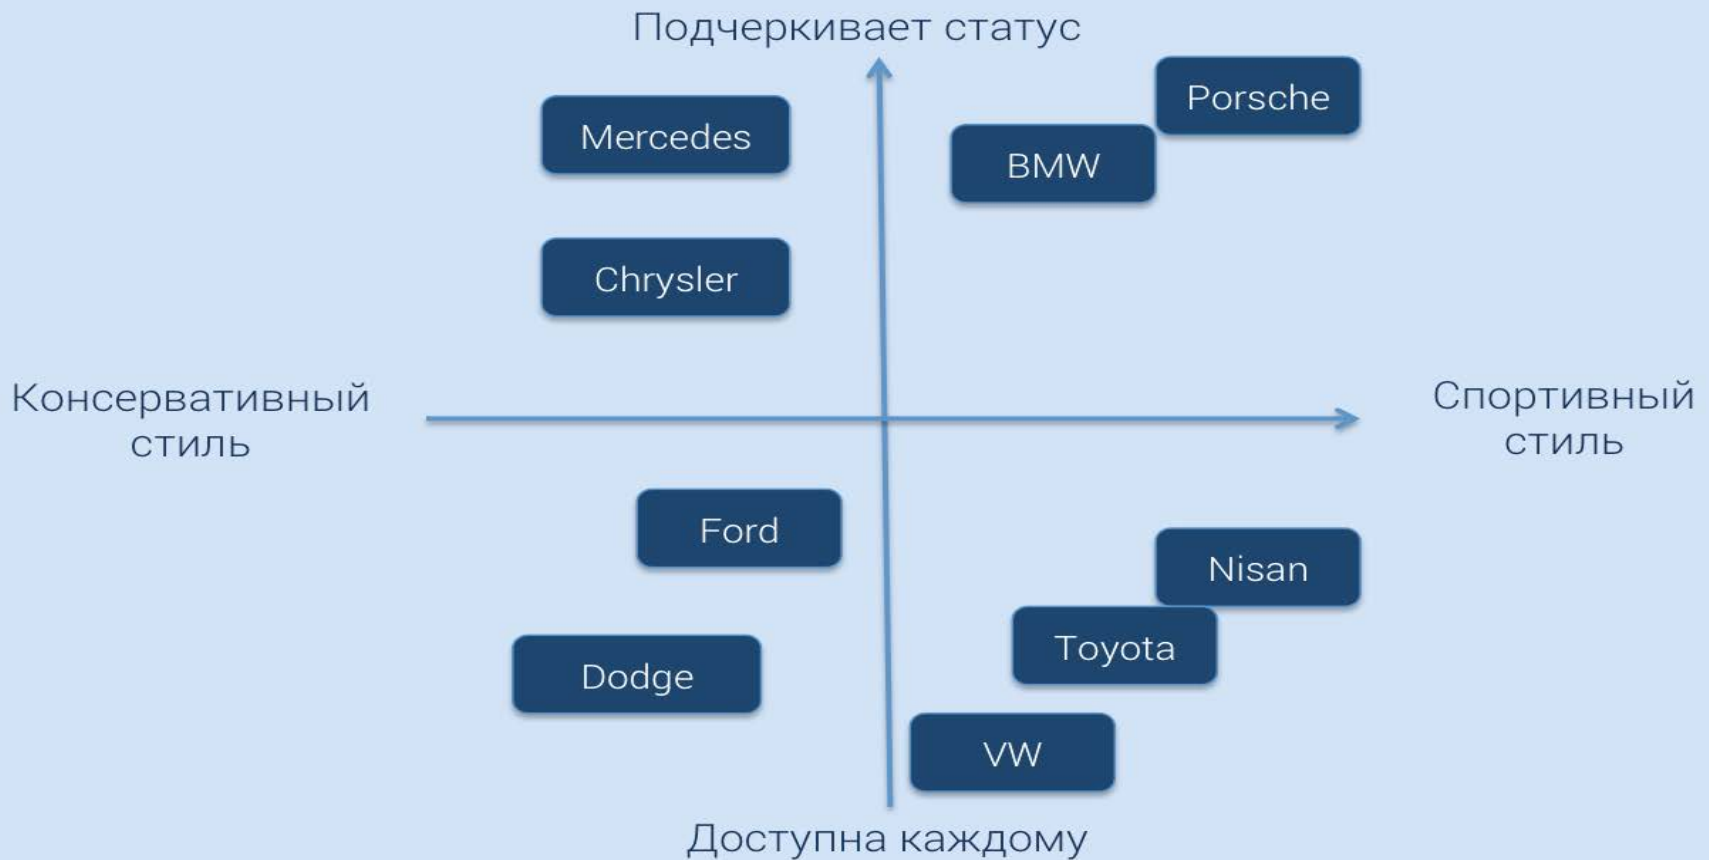 Подчеркивает статус
Porsche
Mercedes
BMW
Chrysler
Консервативный
стиль
Спортивный
стиль
Ford
Nisan
Toyota
Dodge
VW
Доступна каждому